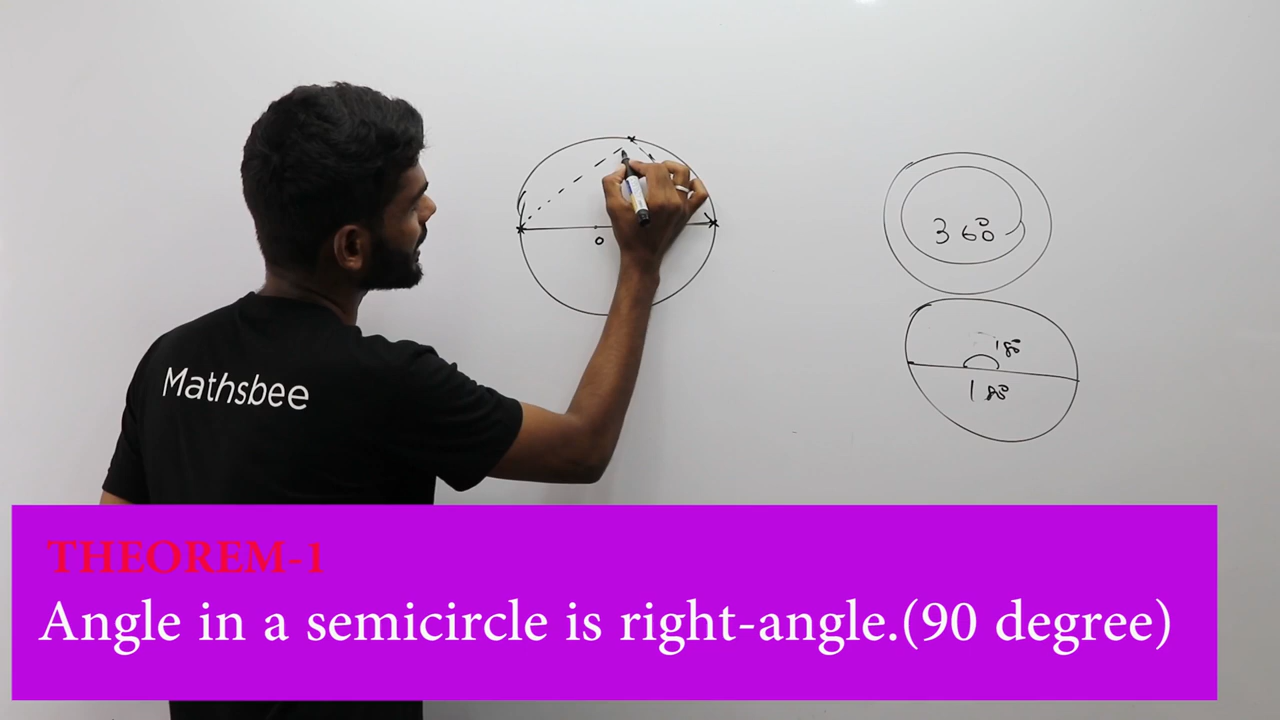 360°
180°
180°
o
Mathsbee
THEOREM-1
Angle in a semicircle is right-angle.(90 degree)